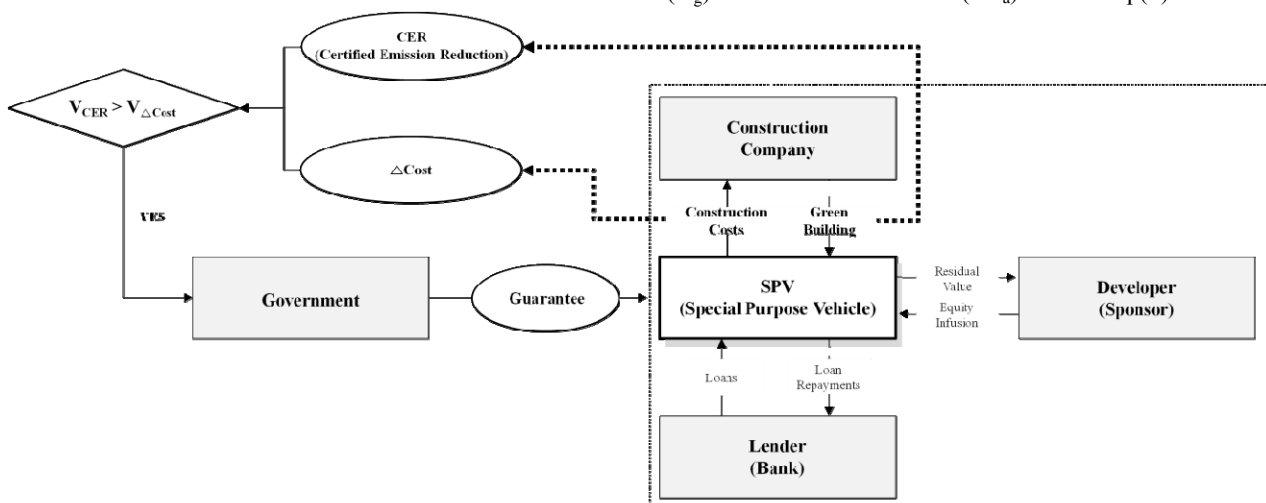 CER
(Certified Emission Reduction)
V_CER > V_△Cost
△Cost
YES
Government
Guarantee
Construction
Company
Construction
Costs
Green
Building
SPV
(Special Purpose Vehicle)
Residual
Value
Equity
Infusion
Developer
(Sponsor)
Loans
Loan
Repayments
Lender
(Bank)